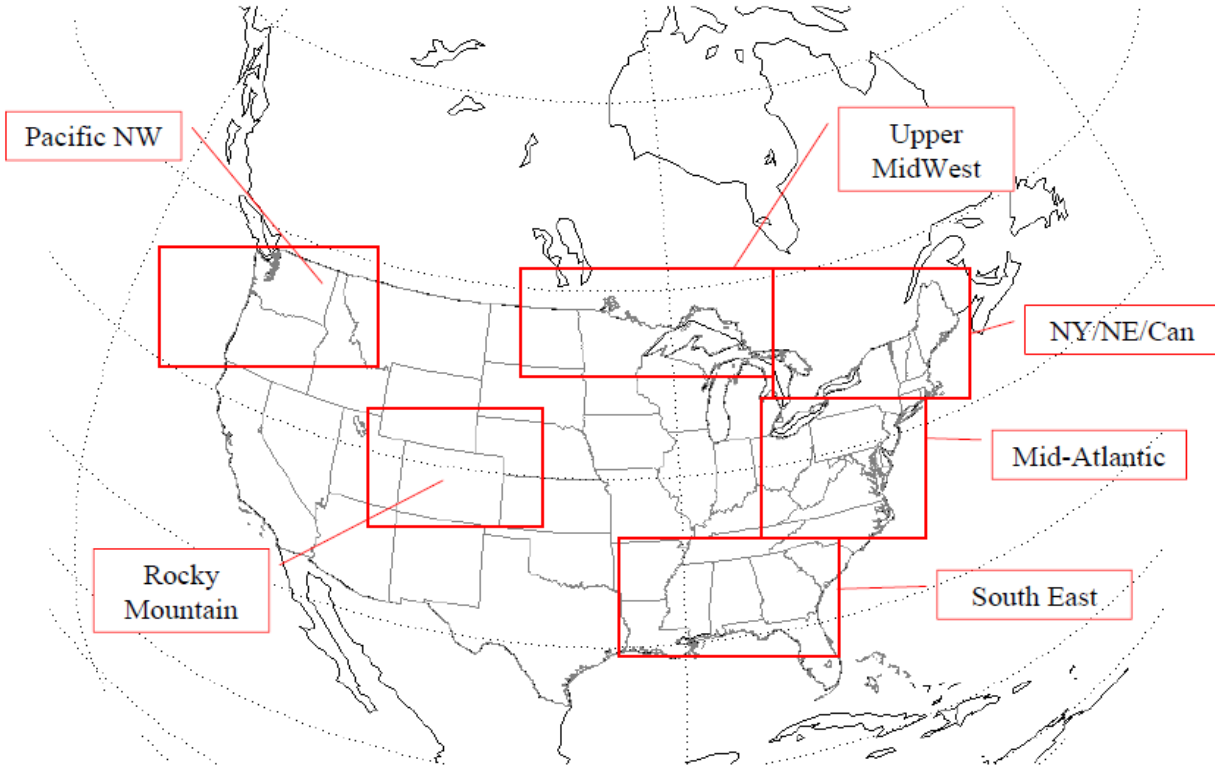 Pacific NW
Upper
MidWest
NY/NE/Can
Mid-Atlantic
Rocky
Mountain
South East